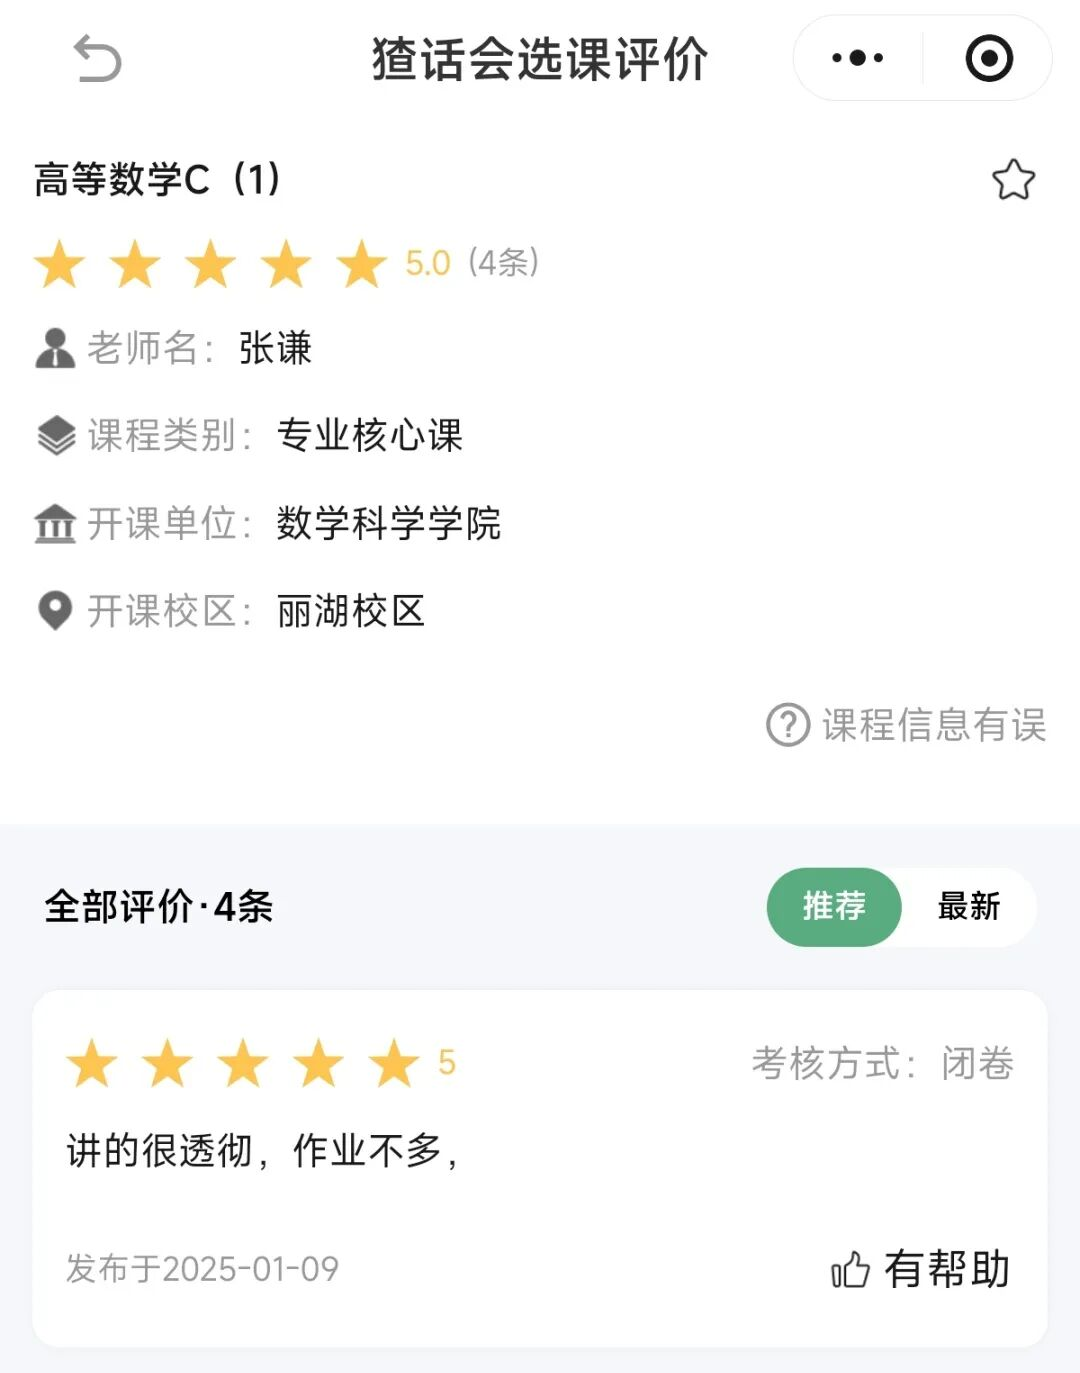 猹话会选课评价
高等数学C（1）
5.0 (4条)
老师名：张谦
课程类别：专业核心课
开课单位：数学科学学院
开课校区：丽湖校区
课程信息有误
全部评价·4条
推荐 最新
5 考核方式：闭卷
讲的很透彻，作业不多，
发布于2025-01-09 有帮助